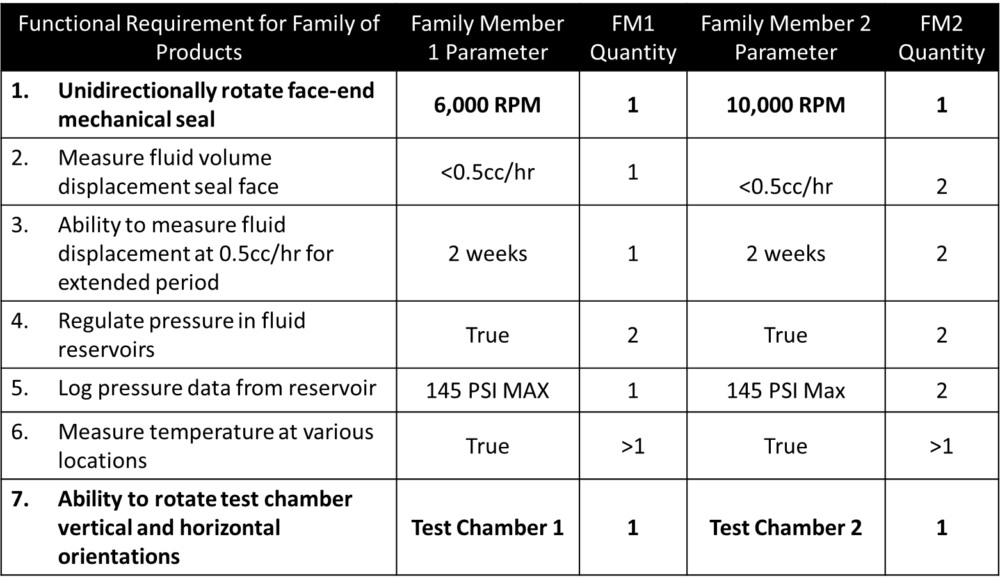 Functional Requirement for Family of Products
Family Member 1 Parameter
FM1 Quantity
Family Member 2 Parameter
FM2 Quantity
1. Unidirectionally rotate face-end
mechanical seal
6,000 RPM
1
10,000 RPM
1
2. Measure fluid volume
displacement seal face
<0.5cc/hr
1
<0.5cc/hr
2
3. Ability to measure fluid
displacement at 0.5cc/hr for
extended period
2 weeks
1
2 weeks
2
4. Regulate pressure in fluid
reservoirs
True
2
True
2
5. Log pressure data from reservoir
145 PSI MAX
1
145 PSI Max
2
6. Measure temperature at various
locations
True
>1
True
>1
7. Ability to rotate test chamber
vertical and horizontal
orientations
Test Chamber 1
1
Test Chamber 2
1